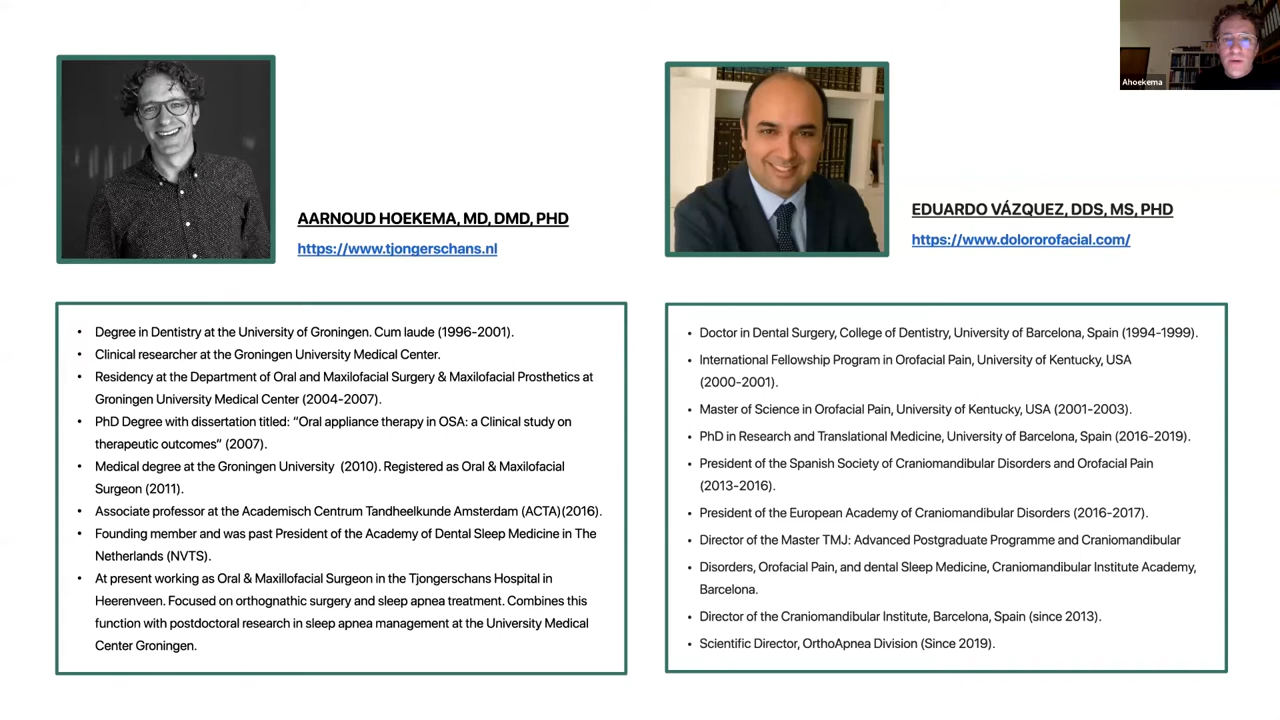 Ahoekema
AARNOUD HOEKEMA, MD, DMD, PHD
https://www.tjongerschans.nl
EDUARDO VÁZQUEZ, DDS, MS, PHD
https://www.dolororofacial.com/
• Degree in Dentistry at the University of Groningen. Cum laude (1996-2001).
• Clinical researcher at the Groningen University Medical Center.
• Residency at the Department of Oral and Maxilofacial Surgery & Maxilofacial Prosthetics at
Groningen University Medical Center (2004-2007).
• PhD Degree with dissertation titled: “Oral appliance therapy in OSA: a Clinical study on
therapeutic outcomes” (2007).
• Medical degree at the Groningen University (2010). Registered as Oral & Maxilofacial
Surgeon (2011).
• Associate professor at the Academisch Centrum Tandheelkunde Amsterdam (ACTA)(2016).
• Founding member and was past President of the Academy of Dental Sleep Medicine in The
Netherlands (NVTS).
• At present working as Oral & Maxillofacial Surgeon in the Tjongerschans Hospital in
Heerenveen. Focused on orthognathic surgery and sleep apnea treatment. Combines this
function with postdoctoral research in sleep apnea management at the University Medical
Center Groningen.
• Doctor in Dental Surgery, College of Dentistry, University of Barcelona, Spain (1994-1999).
• International Fellowship Program in Orofacial Pain, University of Kentucky, USA
(2000-2001).
• Master of Science in Orofacial Pain, University of Kentucky, USA (2001-2003).
• PhD in Research and Translational Medicine, University of Barcelona, Spain (2016-2019).
• President of the Spanish Society of Craniomandibular Disorders and Orofacial Pain
(2013-2016).
• President of the European Academy of Craniomandibular Disorders (2016-2017).
• Director of the Master TMJ: Advanced Postgraduate Programme and Craniomandibular
• Disorders, Orofacial Pain, and dental Sleep Medicine, Craniomandibular Institute Academy,
Barcelona.
• Director of the Craniomandibular Institute, Barcelona, Spain (since 2013).
• Scientific Director, OrthoApnea Division (Since 2019).